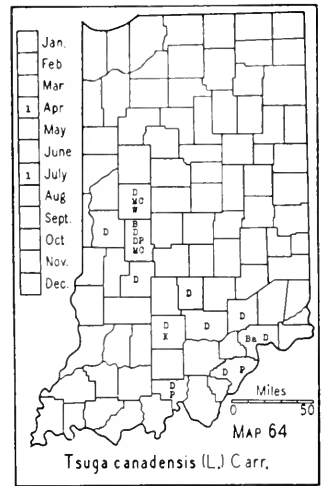 Jan.
Feb
Mar
1 Apr
May
June
1 July
Aug
Sept.
Oct
Nov.
Dec.
D
MC
W
B
D
D DP
MC
D
D
D
D
D
X
Ba D
D P
D
P
Miles
0 50
MAP 64
Tsuga canadensis (L.) Carr.